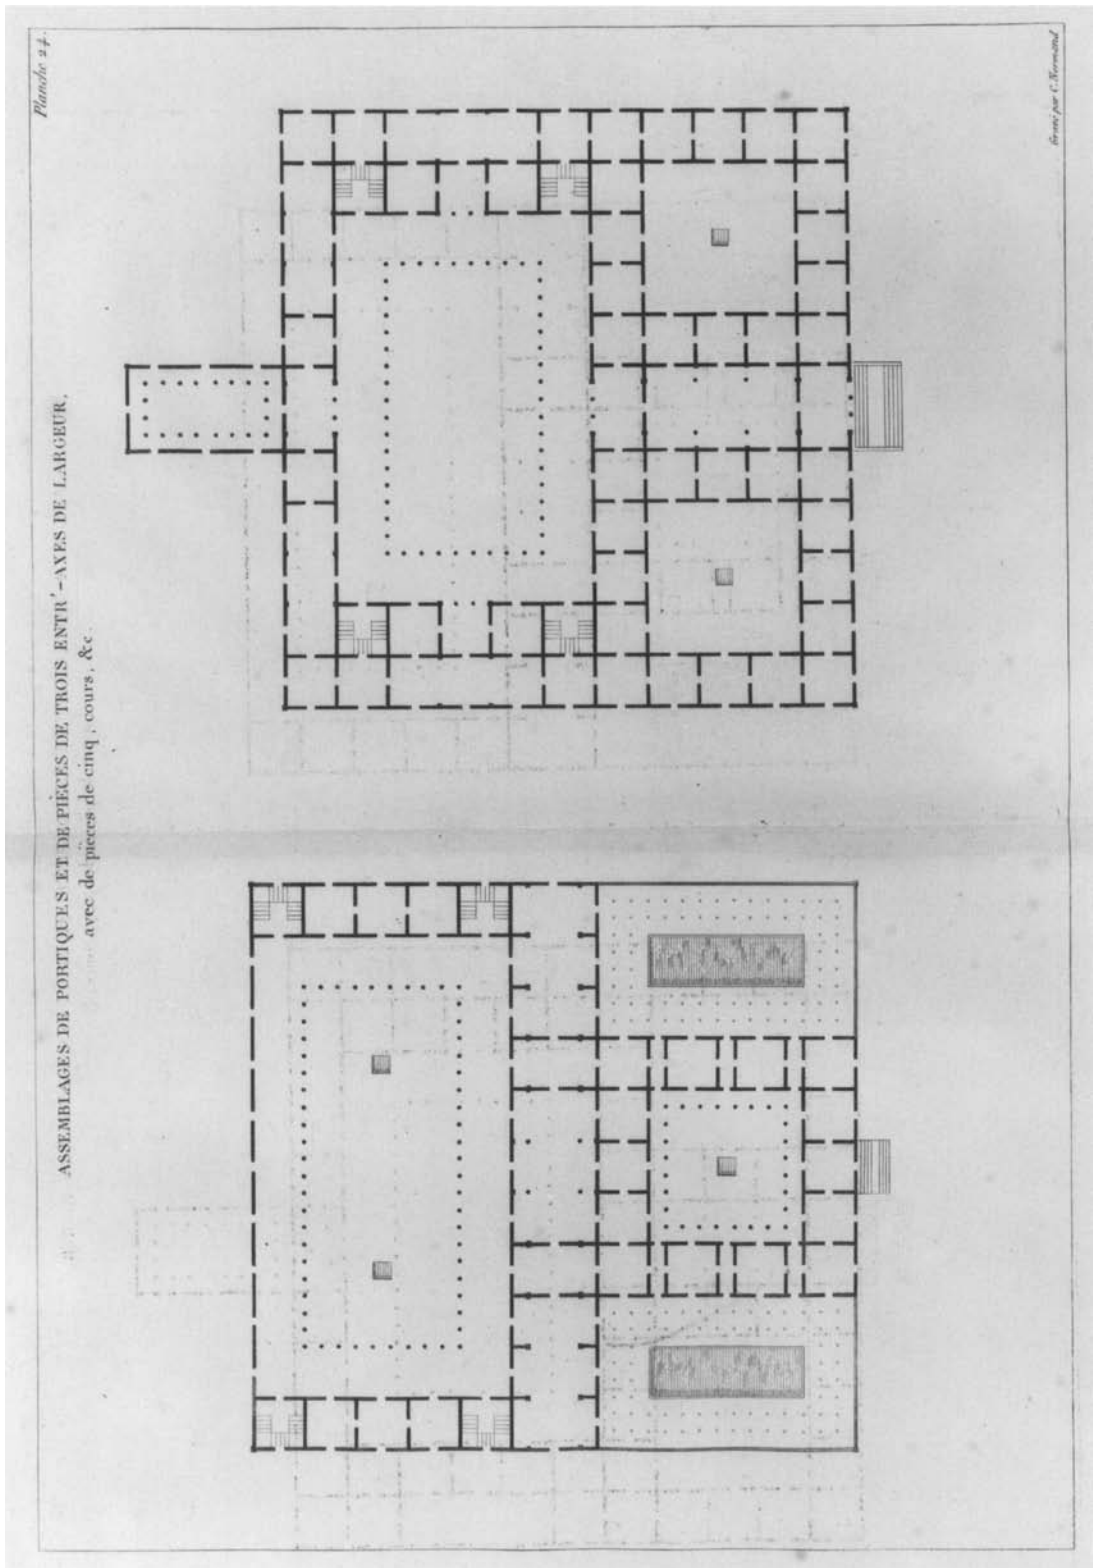 Planche 24.
ASSEMBLAGES DE PORTIQUES ET DE PIÈCES DE TROIS ENTR'-AXES DE LARGEUR,
avec de pièces de cinq, cours, &c.
Gravé par C. Normand